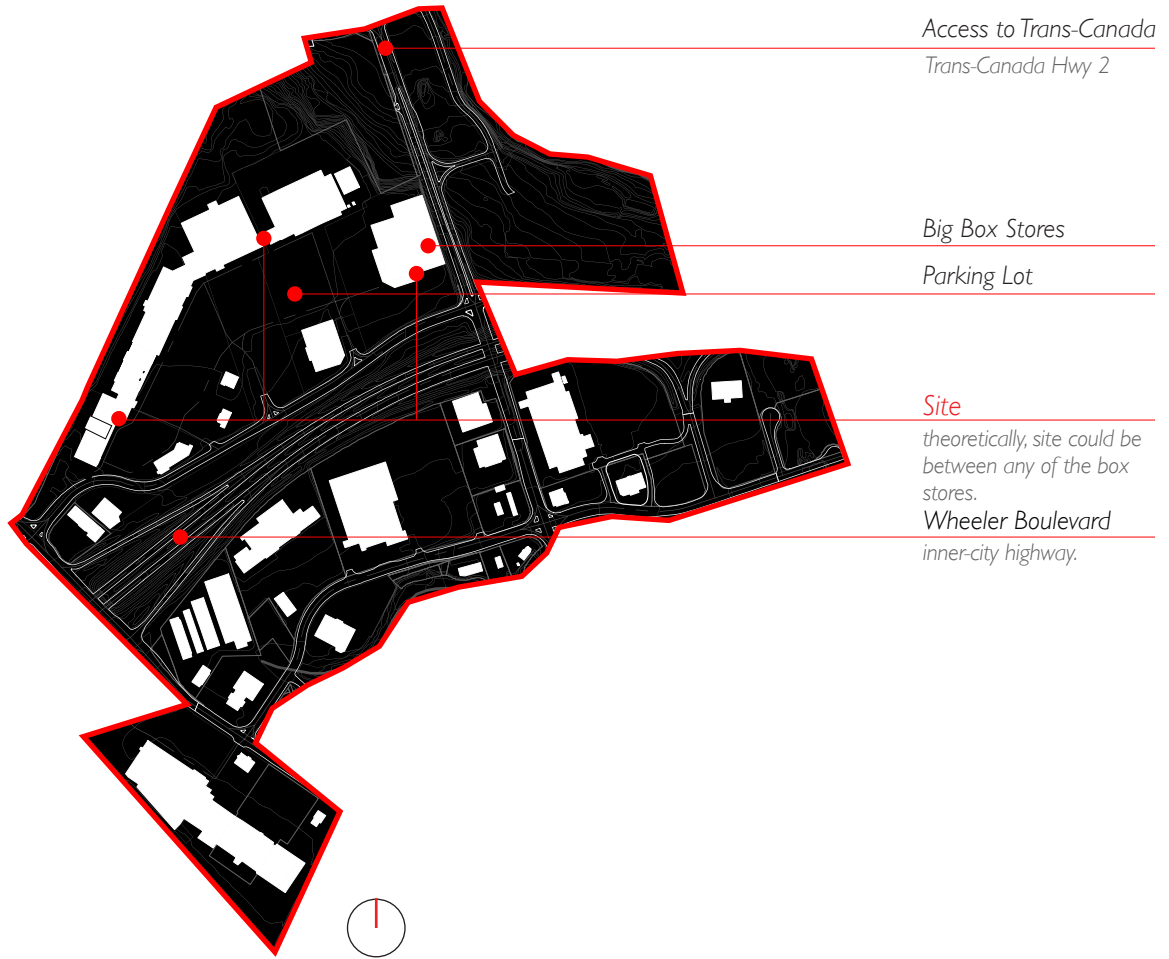 Access to Trans-Canada
Trans-Canada Hwy 2
Big Box Stores
Parking Lot
Site
theoretically, site could be
between any of the box
stores.
Wheeler Boulevard
inner-city highway.